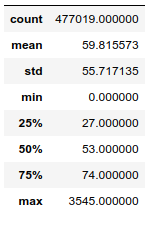 count 477019.000000
mean 59.815573
std 55.717135
min 0.000000
25% 27.000000
50% 53.000000
75% 74.000000
max 3545.000000